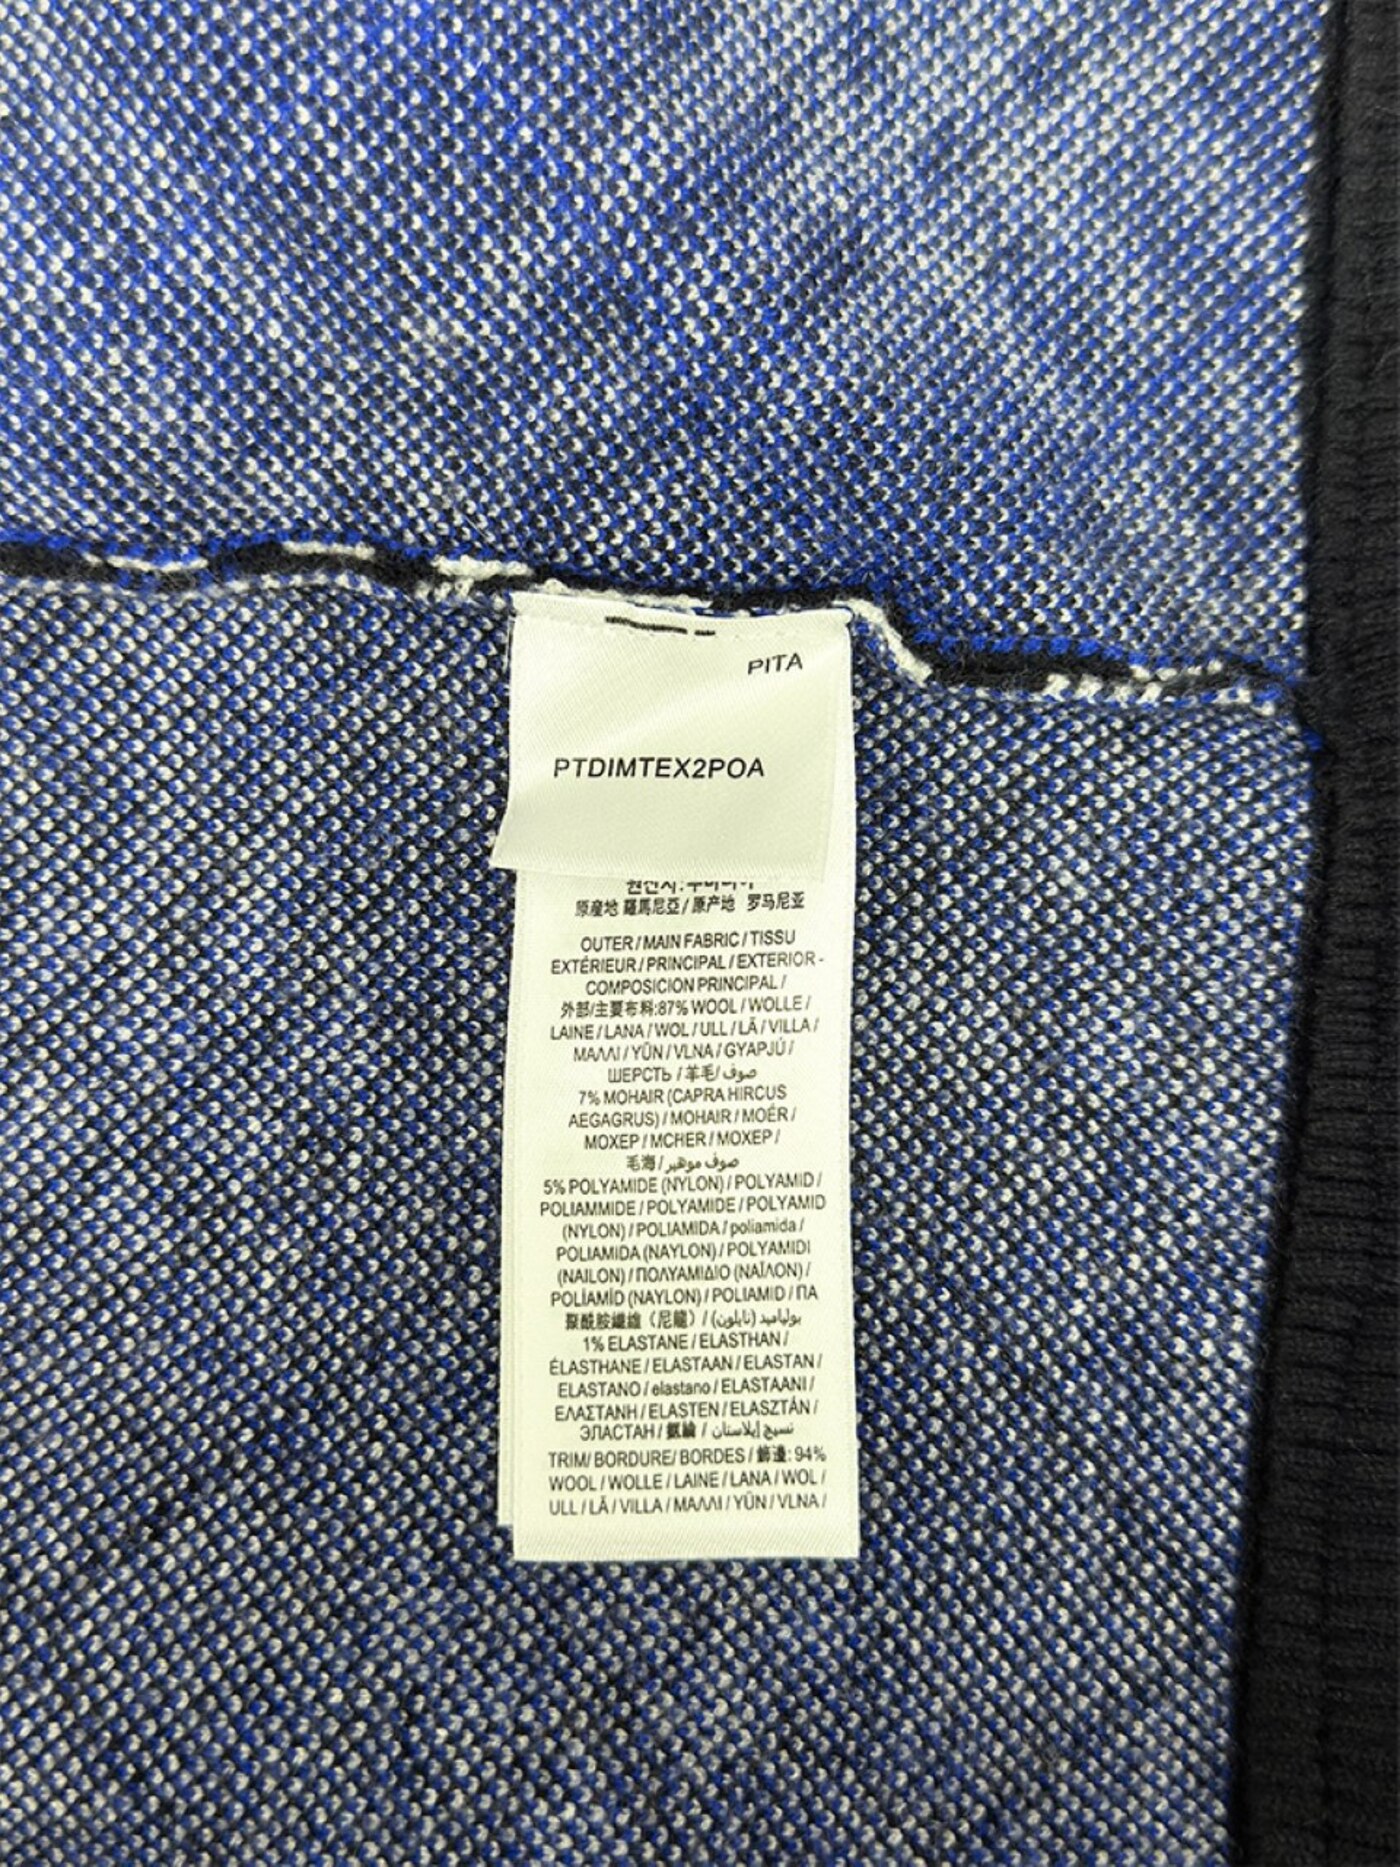 PITA
PTDIMTEX2POA
原産地 羅馬尼亞 / 原产地 罗马尼亚
OUTER / MAIN FABRIC / TISSU
EXTÉRIEUR / PRINCIPAL / EXTERIOR -
COMPOSICION PRINCIPAL /
外部/主要布料:87% WOOL / WOLLE /
LAINE / LANA / WOL / ULL / LÃ / VILLA /
ΜΑΛΛΙ / YÜN / VLNA / GYAPJÚ /
ШЕРСТЬ / 羊毛/ صوف
7% MOHAIR (CAPRA HIRCUS
AEGAGRUS) / MOHAIR / MOÉR /
ΜΟΧΕΡ / MCHER / MOXEP /
毛海 / صوف موهير
5% POLYAMIDE (NYLON) / POLYAMID /
POLIAMMIDE / POLYAMIDE / POLYAMID
(NYLON) / POLIAMIDA / poliamida /
POLIAMIDA (NAYLON) / POLYAMIDI
(NAILON) / ΠΟΛΥΑΜΙΔΙΟ (ΝΑΪΛΟΝ) /
POLİAMİD (NAYLON) / POLIAMID / ПА
聚酰胺纖維 (尼龍) / بولياميد (نايلون)
1% ELASTANE / ELASTHAN /
ÉLASTHANE / ELASTAAN / ELASTAN /
ELASTANO / elastano / ELASTAANI /
ΕΛΑΣΤΑΝΗ / ELASTEN / ELASZTÁN /
ЭЛАСТАН / 氨綸 / نسيج إيلاستان
TRIM/ BORDURE/ BORDES / 飾邊: 94%
WOOL / WOLLE / LAINE / LANA / WOL /
ULL / LÃ / VILLA / ΜΑΛΛΙ / YÜN / VLNA /